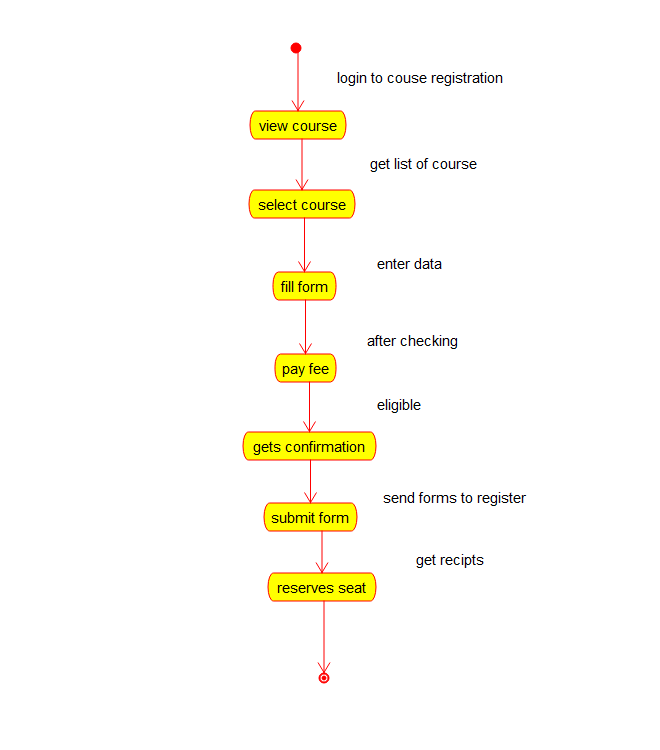 login to couse registration
view course
get list of course
select course
enter data
fill form
after checking
pay fee
eligible
gets confirmation
send forms to register
submit form
get recipts
reserves seat